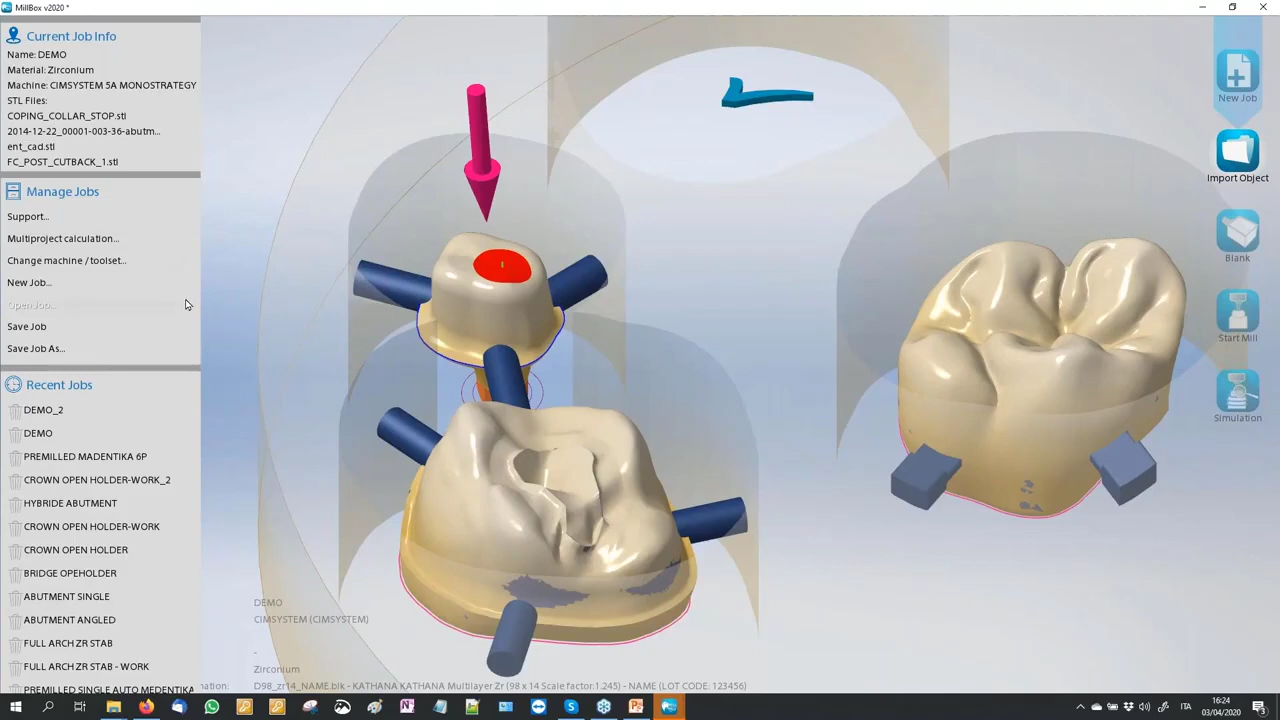 MillBox v2020 *
Current Job Info
Name: DEMO
Material: Zirconium
Machine: CIMSYSTEM 5A MONOSTRATEGY
STL Files:
COPING_COLLAR_STOP.stl
2014-12-22_00001-003-36-abutm...
ent_cad.stl
FC_POST_CUTBACK_1.stl
Manage Jobs
Support...
Multiproject calculation...
Change machine / toolset...
New Job...
Open Job...
Save Job
Save Job As...
Recent Jobs
DEMO_2
DEMO
PREMILLED MADENTIKA 6P
CROWN OPEN HOLDER-WORK_2
HYBRIDE ABUTMENT
CROWN OPEN HOLDER-WORK
CROWN OPEN HOLDER
BRIDGE OPEHOLDER
ABUTMENT SINGLE
ABUTMENT ANGLED
FULL ARCH ZR STAB
FULL ARCH ZR STAB - WORK
PREMILLED SINGLE AUTO MEDENTIKA
New Job
Import Object
Blank
Start Mill
Simulation
DEMO
CIMSYSTEM (CIMSYSTEM)
-
Zirconium
nation: D98_zr14_NAME.blk - KATHANA KATHANA Multilayer Zr (98 x 14 Scale factor:1.245) - NAME (LOT CODE: 123456)
ITA
16:24
03/04/2020